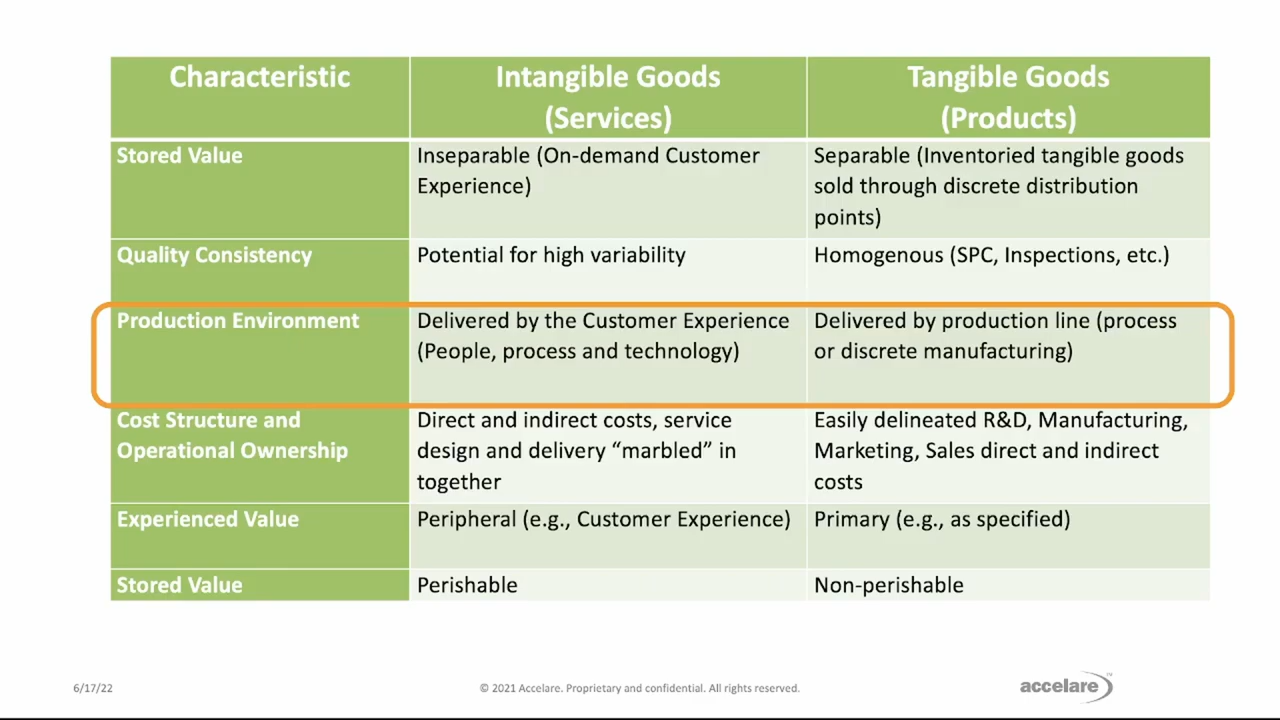 Characteristic
Intangible Goods
(Services)
Tangible Goods
(Products)
Stored Value
Inseparable (On-demand Customer
Experience)
Separable (Inventoried tangible goods
sold through discrete distribution
points)
Quality Consistency
Potential for high variability
Homogenous (SPC, Inspections, etc.)
Production Environment
Delivered by the Customer Experience
(People, process and technology)
Delivered by production line (process
or discrete manufacturing)
Cost Structure and
Operational Ownership
Direct and indirect costs, service
design and delivery “marbled” in
together
Easily delineated R&D, Manufacturing,
Marketing, Sales direct and indirect
costs
Experienced Value
Peripheral (e.g., Customer Experience)
Primary (e.g., as specified)
Stored Value
Perishable
Non-perishable
6/17/22
© 2021 Accelare. Proprietary and confidential. All rights reserved.
accelare™